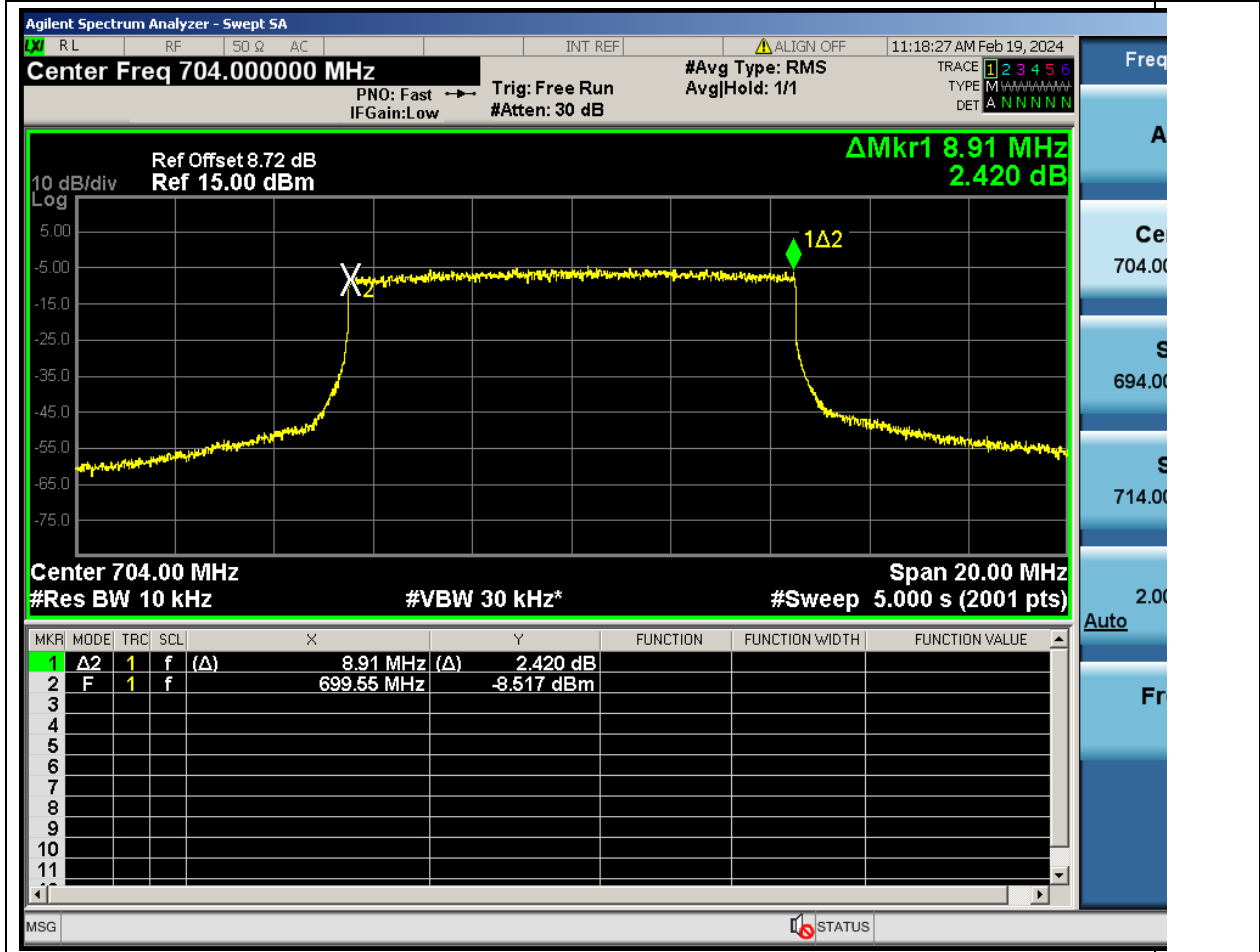 Agilent Spectrum Analyzer - Swept SA
LXI RL RF 50 Ω AC INT REF ALIGN OFF 11:18:27 AM Feb 19, 2024
Center Freq 704.000000 MHz
PNO: Fast
IFGain:Low
Trig: Free Run
#Atten: 30 dB
#Avg Type: RMS
Avg|Hold: 1/1
TRACE 1 2 3 4 5 6
TYPE M
DET A N N N N N
ΔMkr1 8.91 MHz
2.420 dB
Ref Offset 8.72 dB
10 dB/div Ref 15.00 dBm
Log
5.00
-5.00
-15.0
-25.0
-35.0
-45.0
-55.0
-65.0
-75.0
1Δ2
X2
Center 704.00 MHz Span 20.00 MHz
#Res BW 10 kHz #VBW 30 kHz* #Sweep 5.000 s (2001 pts)
MKR MODE TRC SCL X Y FUNCTION FUNCTION WIDTH FUNCTION VALUE
1 Δ2 1 f (Δ) 8.91 MHz (Δ) 2.420 dB
2 F 1 f 699.55 MHz -8.517 dBm
3
4
5
6
7
8
9
10
11
MSG STATUS
Freq
A
Ce
704.00
S
694.00
S
714.00
2.00
Auto
Fr